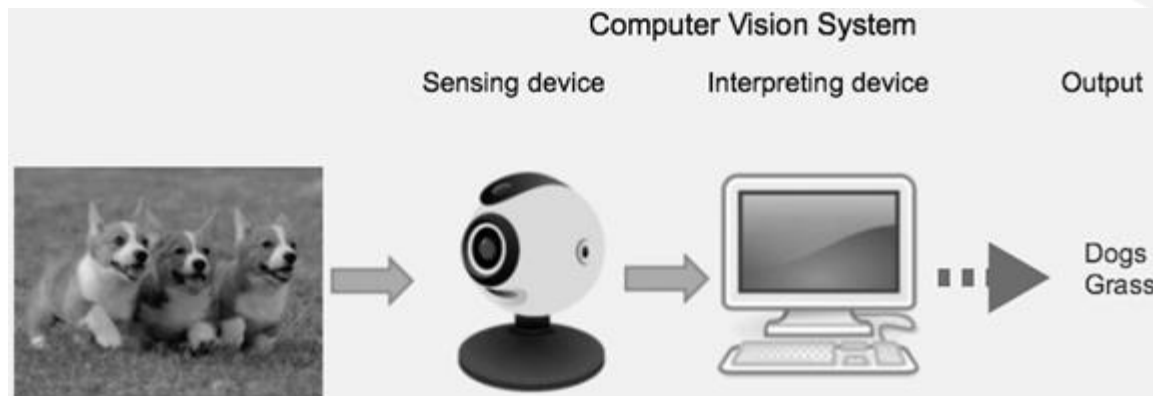 Computer Vision System
Sensing device
Interpreting device
Output
Dogs
Grass